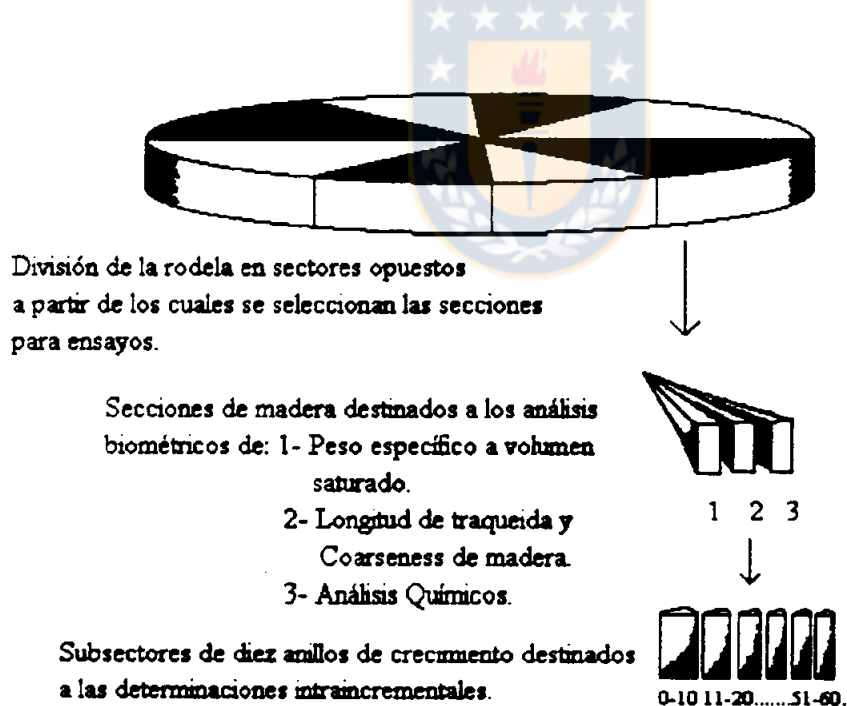 División de la rodela en sectores opuestos
a partir de los cuales se seleccionan las secciones
para ensayos.
Secciones de madera destinados a los análisis
biométricos de: 1- Peso específico a volumen
saturado.
2- Longitud de traqueida y
Coarseness de madera.
3- Análisis Químicos.
1 2 3
Subsectores de diez anillos de crecimiento destinados
a las determinaciones intraincrementales.
0-10 11-20.......51-60.